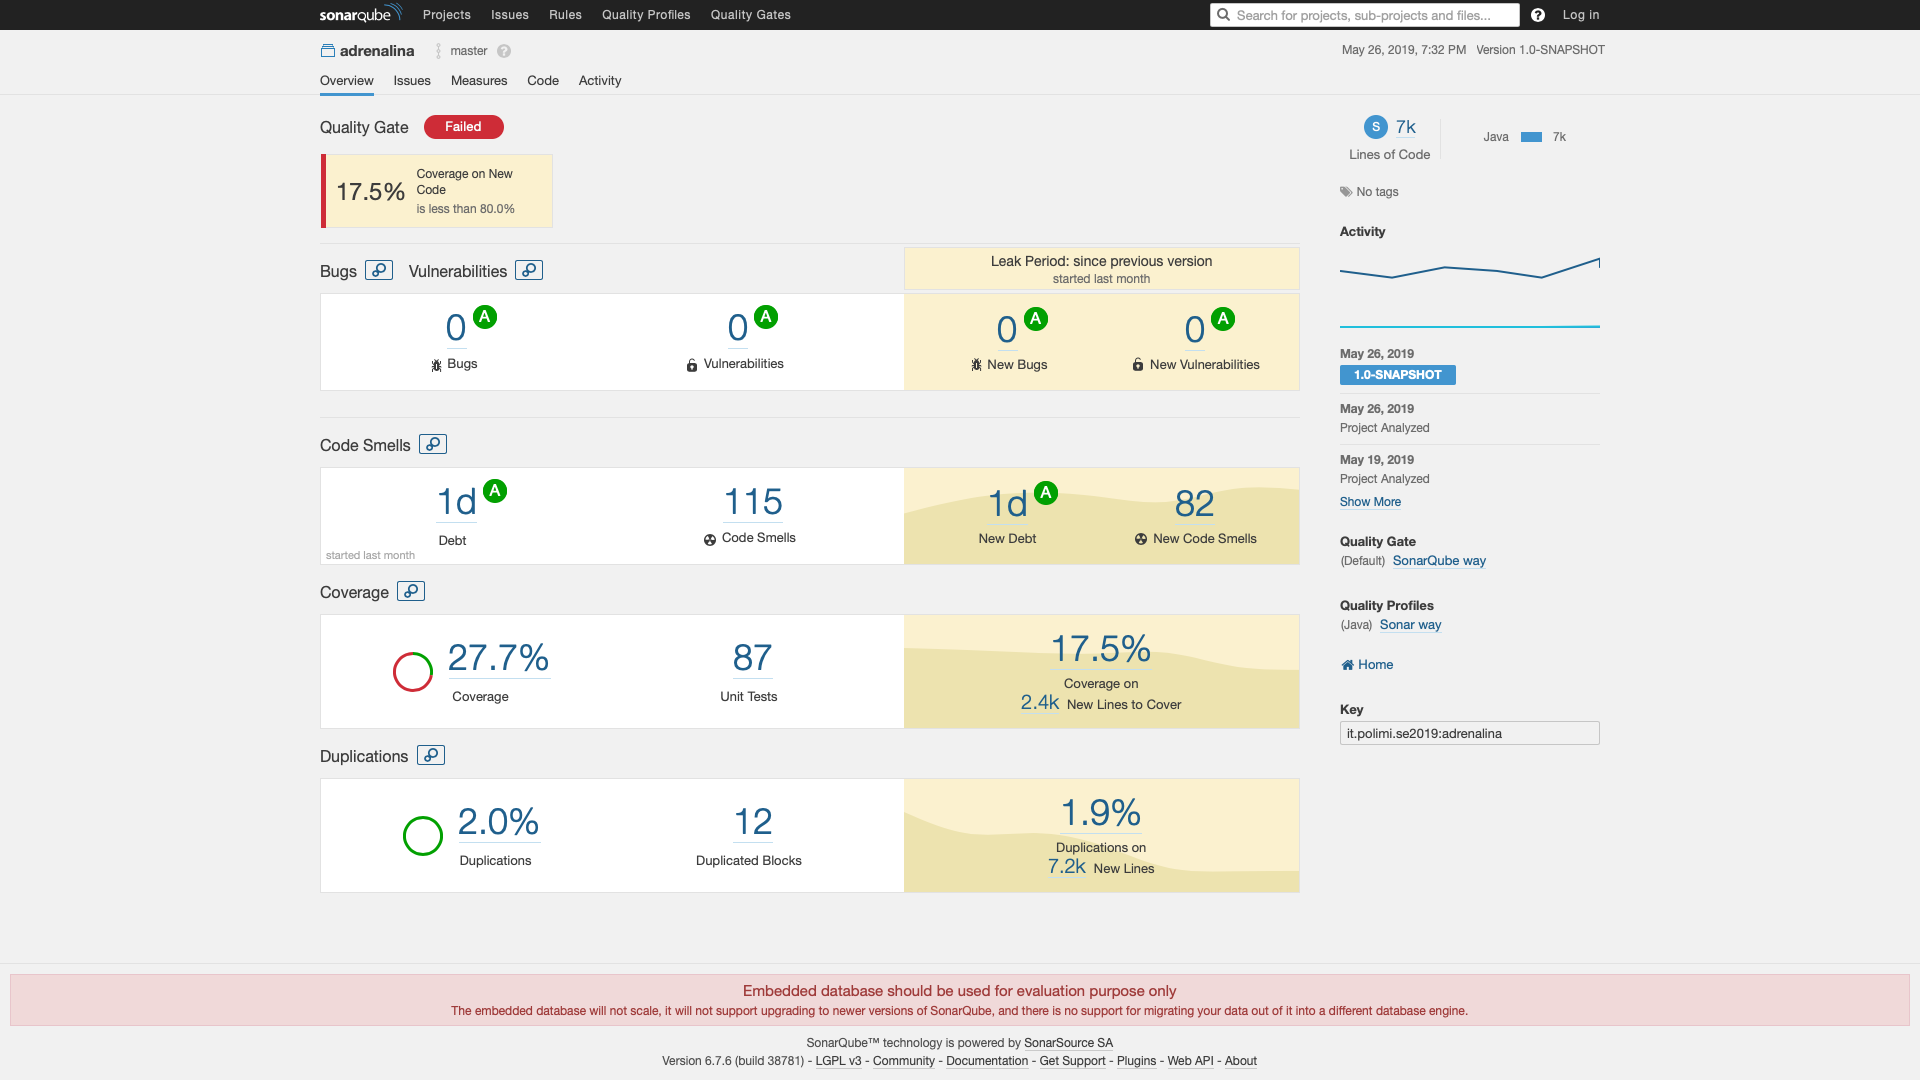 sonarqube Projects Issues Rules Quality Profiles Quality Gates Search for projects, sub-projects and files... ? Log in
adrenalina master ? May 26, 2019, 7:32 PM Version 1.0-SNAPSHOT
Overview Issues Measures Code Activity
Quality Gate Failed
17.5% Coverage on New
Code
is less than 80.0%
Bugs Vulnerabilities
Leak Period: since previous version
started last month
0 A
Bugs
0 A
Vulnerabilities
0 A
New Bugs
0 A
New Vulnerabilities
Code Smells
1d A
Debt
started last month
115
Code Smells
1d A
New Debt
82
New Code Smells
Coverage
27.7%
Coverage
87
Unit Tests
17.5%
Coverage on
2.4k New Lines to Cover
Duplications
2.0%
Duplications
12
Duplicated Blocks
1.9%
Duplications on
7.2k New Lines
S 7k
Lines of Code
Java 7k
No tags
Activity
May 26, 2019
1.0-SNAPSHOT
May 26, 2019
Project Analyzed
May 19, 2019
Project Analyzed
Show More
Quality Gate
(Default) SonarQube way
Quality Profiles
(Java) Sonar way
Home
Key
it.polimi.se2019:adrenalina
Embedded database should be used for evaluation purpose only
The embedded database will not scale, it will not support upgrading to newer versions of SonarQube, and there is no support for migrating your data out of it into a different database engine.
SonarQube™ technology is powered by SonarSource SA
Version 6.7.6 (build 38781) - LGPL v3 - Community - Documentation - Get Support - Plugins - Web API - About